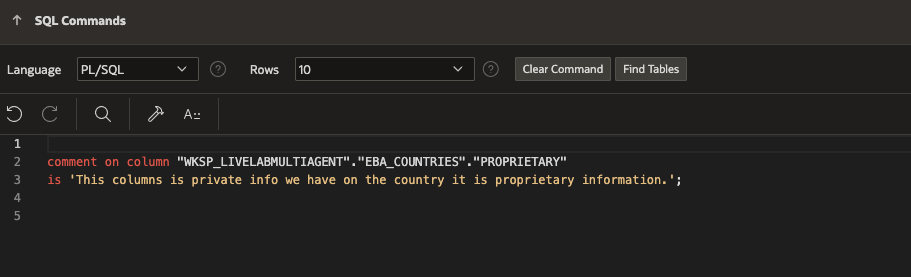 SQL Commands
Language PL/SQL Rows 10 Clear Command Find Tables
A
1
2 comment on column "WKSP_LIVELABMULTIAGENT"."EBA_COUNTRIES"."PROPRIETARY"
3 is 'This columns is private info we have on the country it is proprietary information.';
4
5